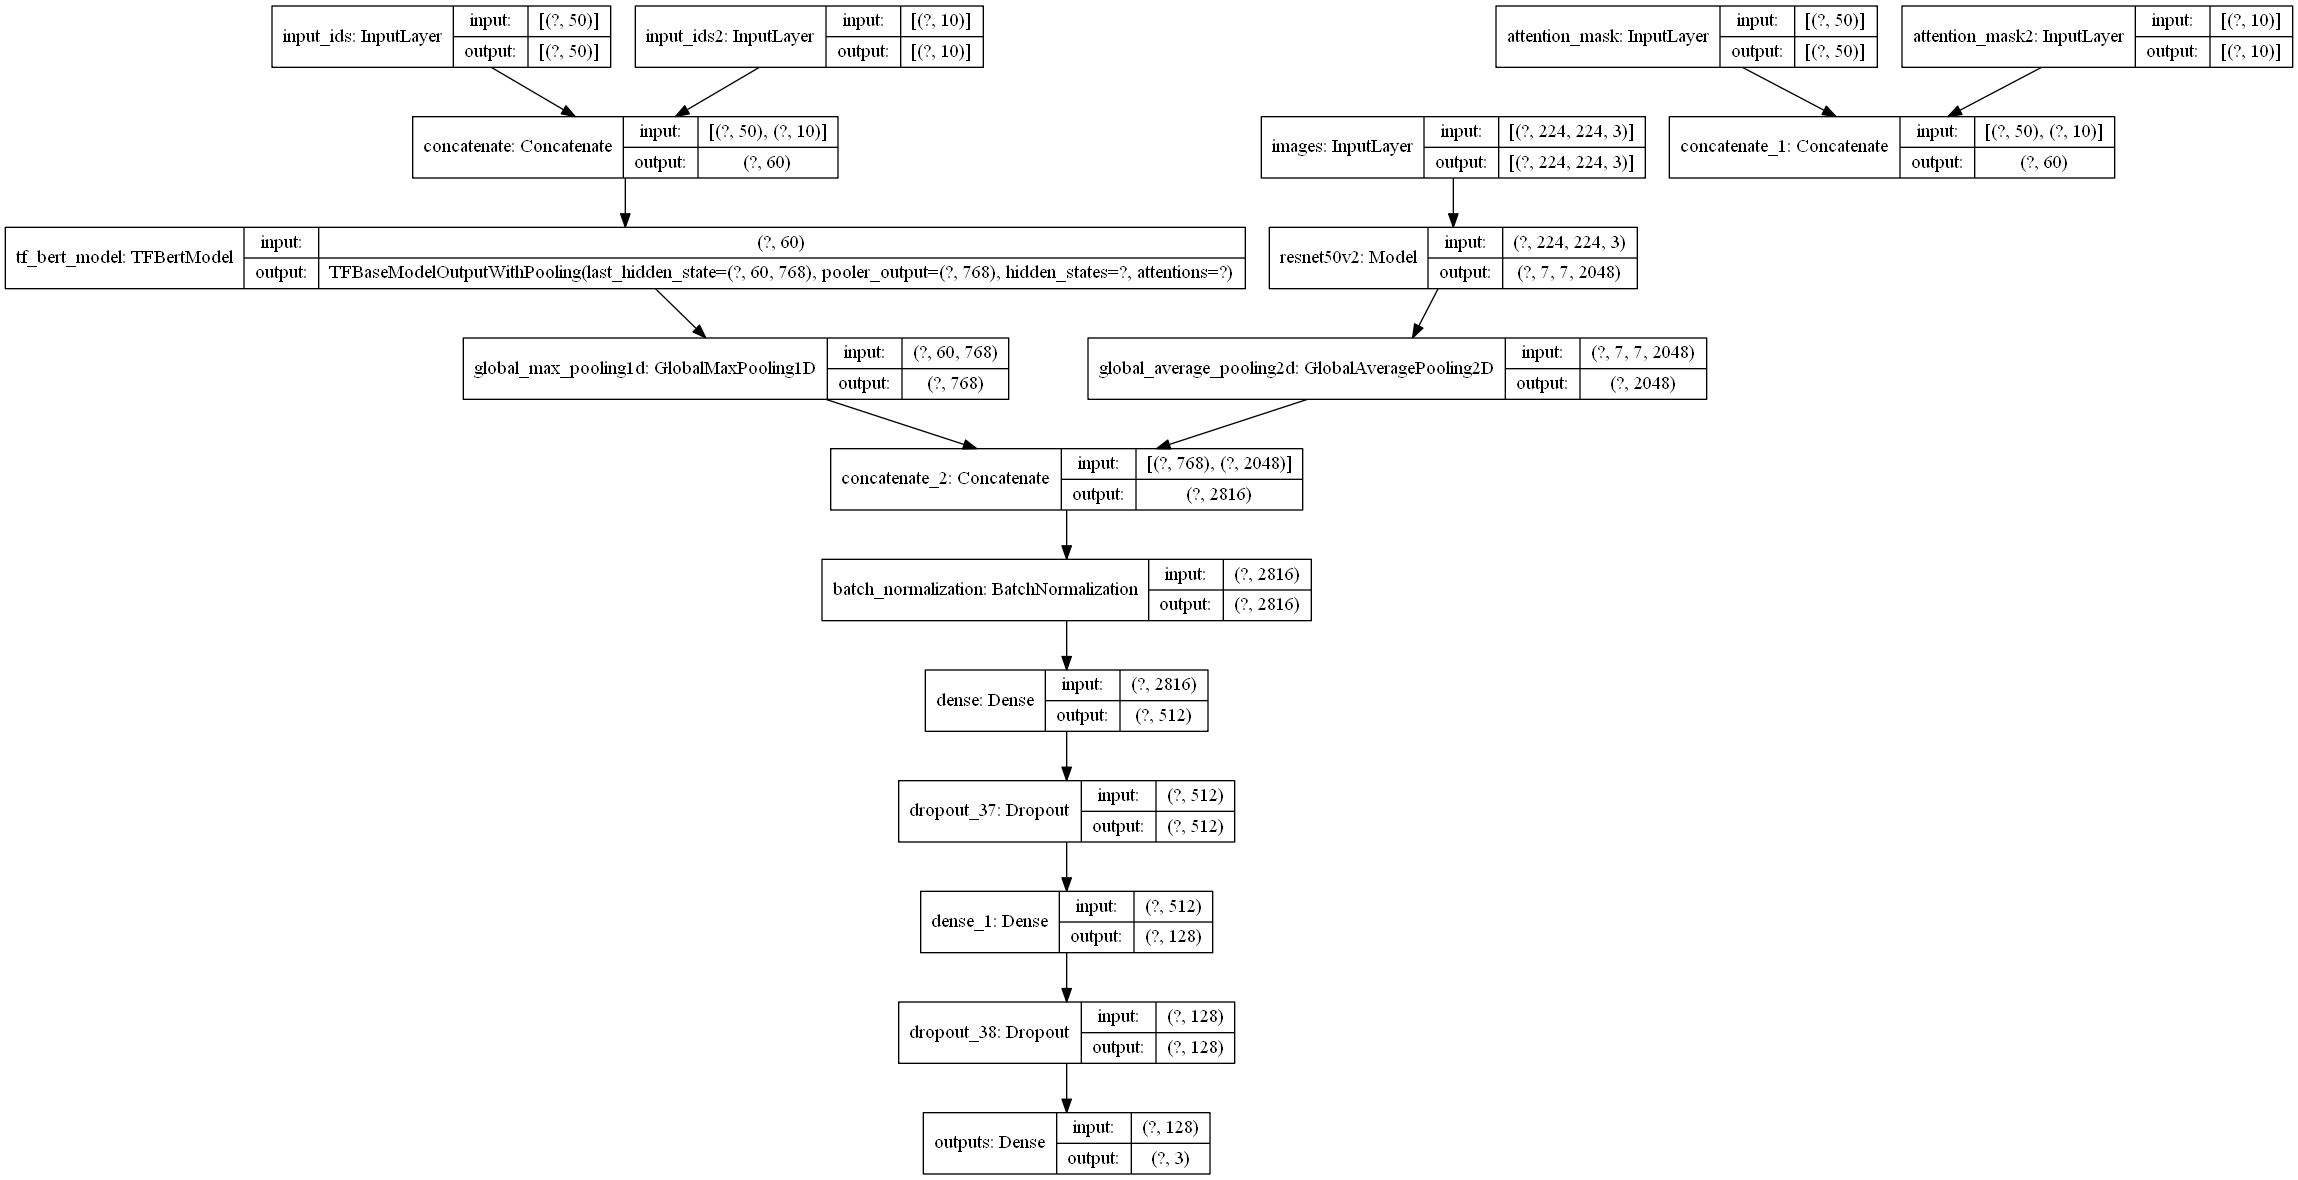 input_ids: InputLayer
input: [(?, 50)]
output: [(?, 50)]
input_ids2: InputLayer
input: [(?, 10)]
output: [(?, 10)]
attention_mask: InputLayer
input: [(?, 50)]
output: [(?, 50)]
attention_mask2: InputLayer
input: [(?, 10)]
output: [(?, 10)]
concatenate: Concatenate
input: [(?, 50), (?, 10)]
output: (?, 60)
images: InputLayer
input: [(?, 224, 224, 3)]
output: [(?, 224, 224, 3)]
concatenate_1: Concatenate
input: [(?, 50), (?, 10)]
output: (?, 60)
tf_bert_model: TFBertModel
input: (?, 60)
output: TFBaseModelOutputWithPooling(last_hidden_state=(?, 60, 768), pooler_output=(?, 768), hidden_states=?, attentions=?)
resnet50v2: Model
input: (?, 224, 224, 3)
output: (?, 7, 7, 2048)
global_max_pooling1d: GlobalMaxPooling1D
input: (?, 60, 768)
output: (?, 768)
global_average_pooling2d: GlobalAveragePooling2D
input: (?, 7, 7, 2048)
output: (?, 2048)
concatenate_2: Concatenate
input: [(?, 768), (?, 2048)]
output: (?, 2816)
batch_normalization: BatchNormalization
input: (?, 2816)
output: (?, 2816)
dense: Dense
input: (?, 2816)
output: (?, 512)
dropout_37: Dropout
input: (?, 512)
output: (?, 512)
dense_1: Dense
input: (?, 512)
output: (?, 128)
dropout_38: Dropout
input: (?, 128)
output: (?, 128)
outputs: Dense
input: (?, 128)
output: (?, 3)